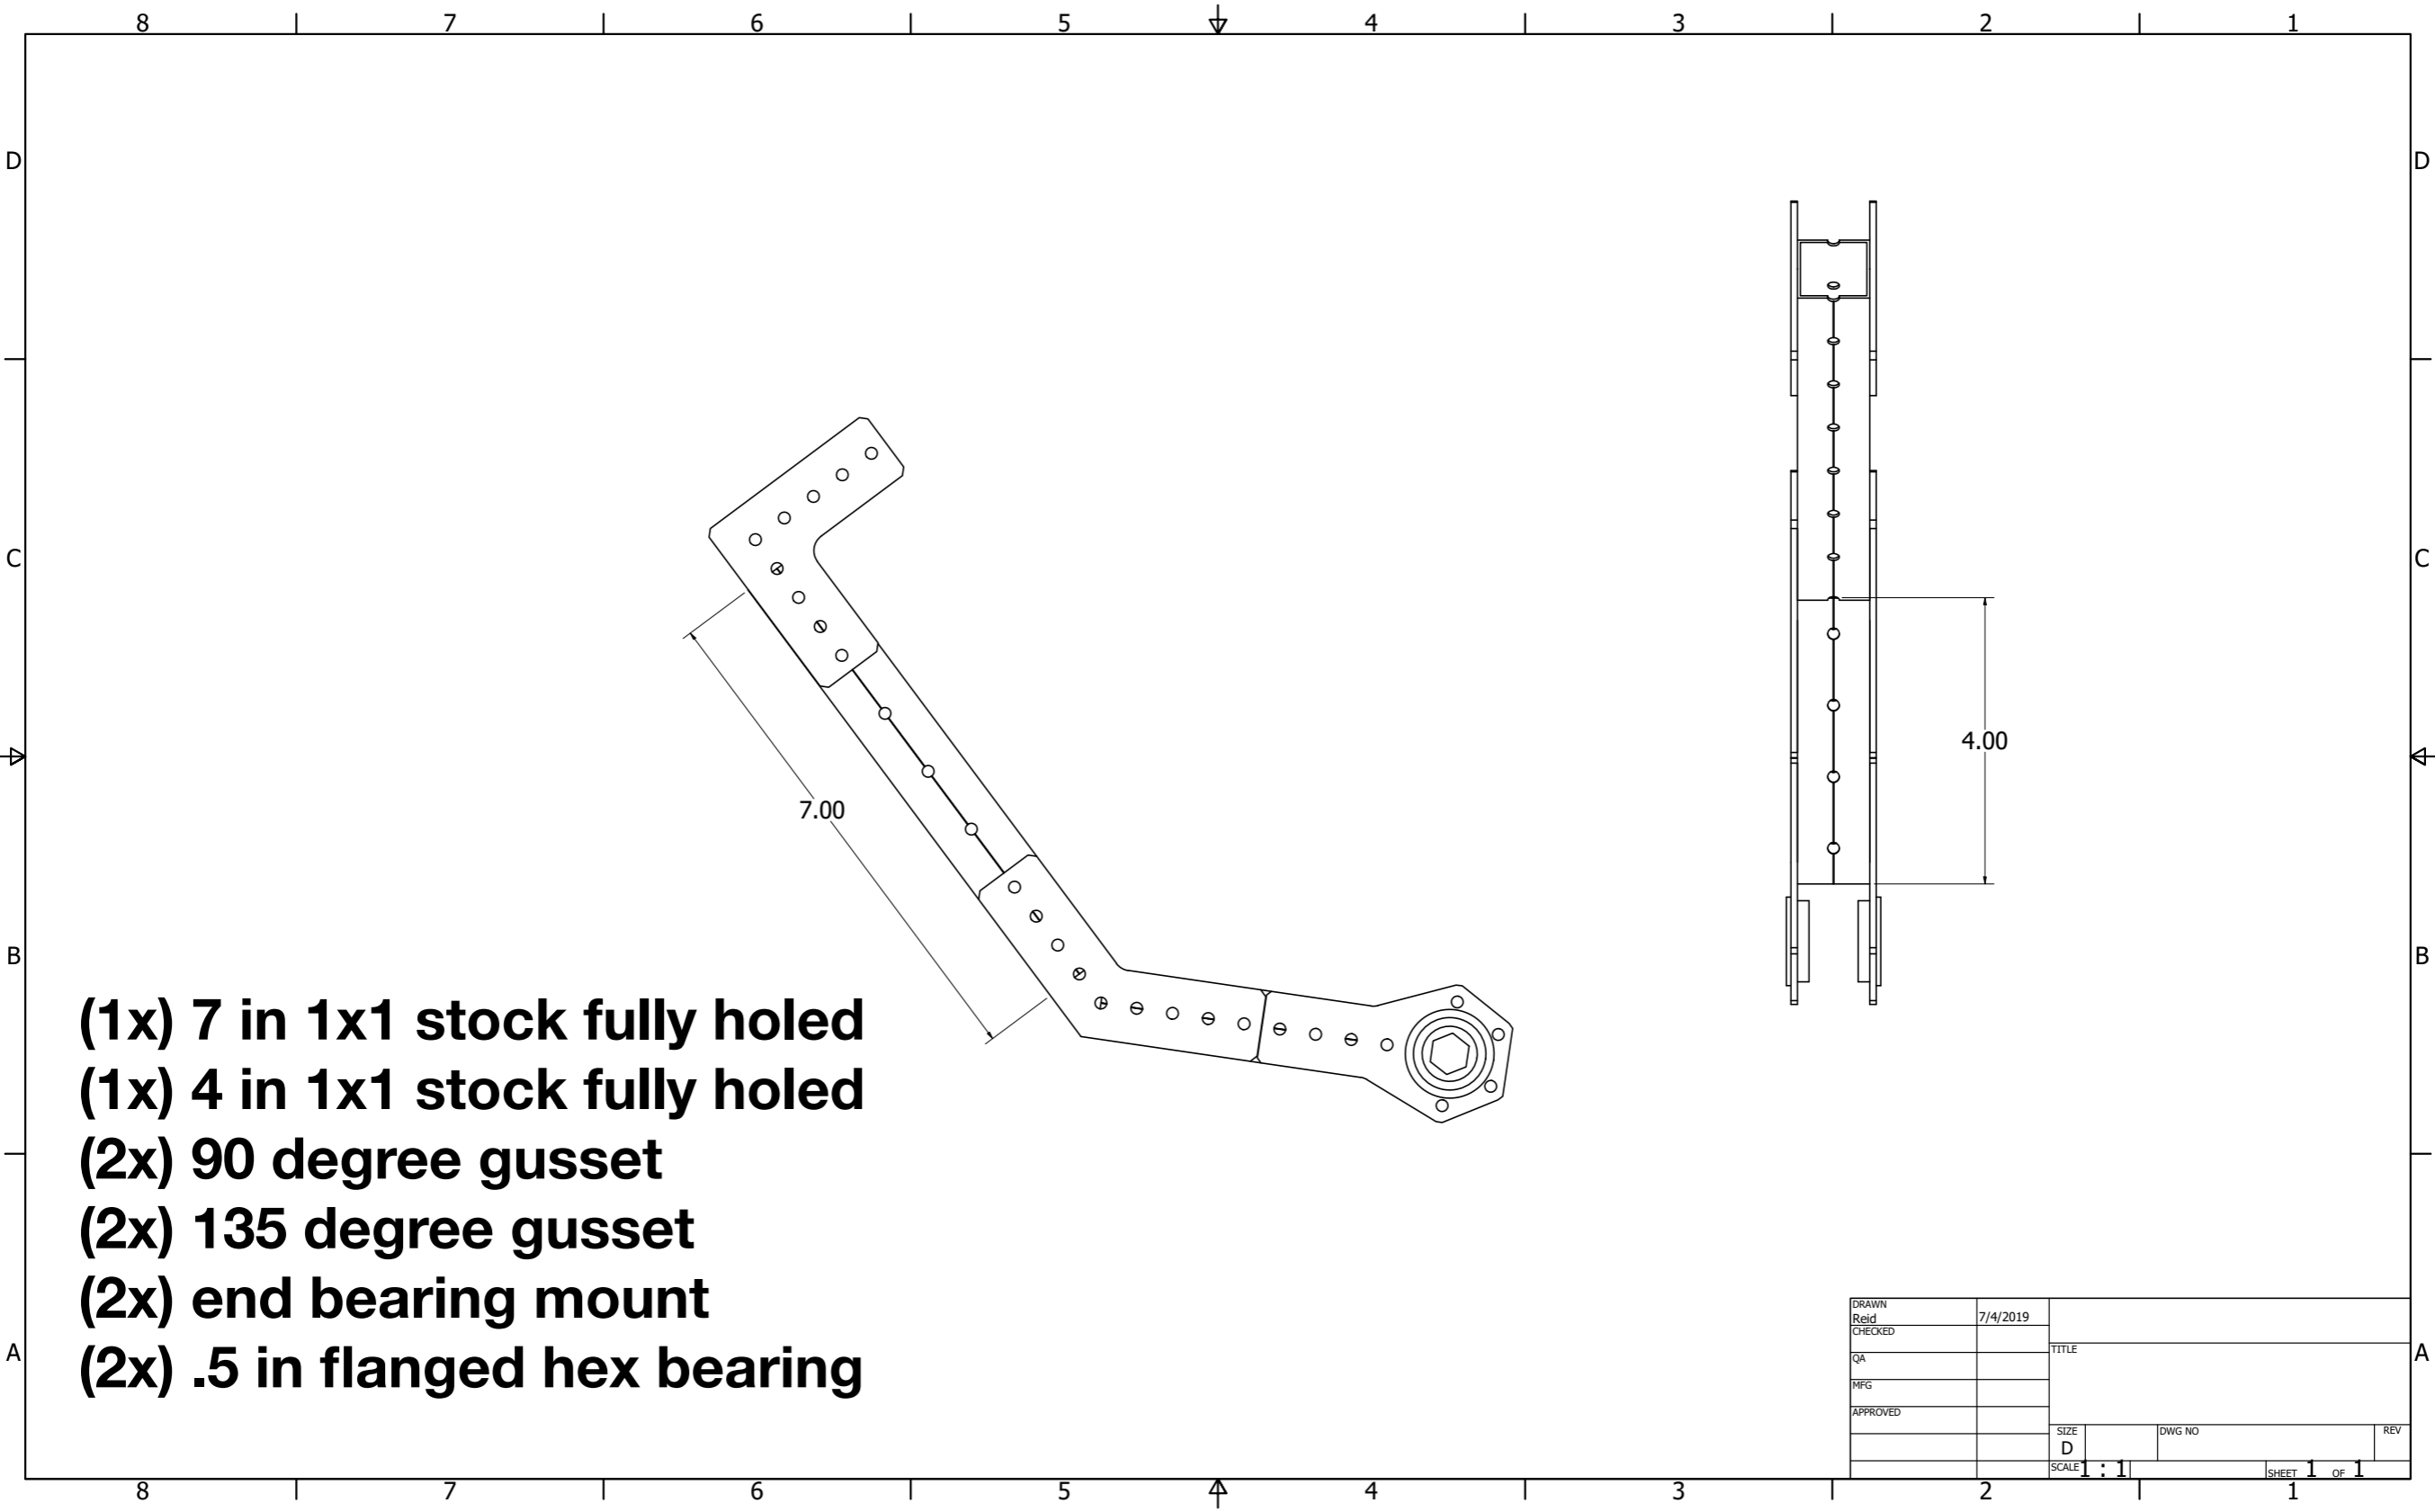 8 7 6 5 4 3 2 1
D D
C C
7.00
4.00
B B
(1x) 7 in 1x1 stock fully holed
(1x) 4 in 1x1 stock fully holed
(2x) 90 degree gusset
(2x) 135 degree gusset
(2x) end bearing mount
(2x) .5 in flanged hex bearing
A A
DRAWN
Reid 7/4/2019
CHECKED
TITLE
QA
MFG
APPROVED
SIZE DWG NO REV
D
SCALE 1 : 1 SHEET 1 OF 1
8 7 6 5 4 3 2 1